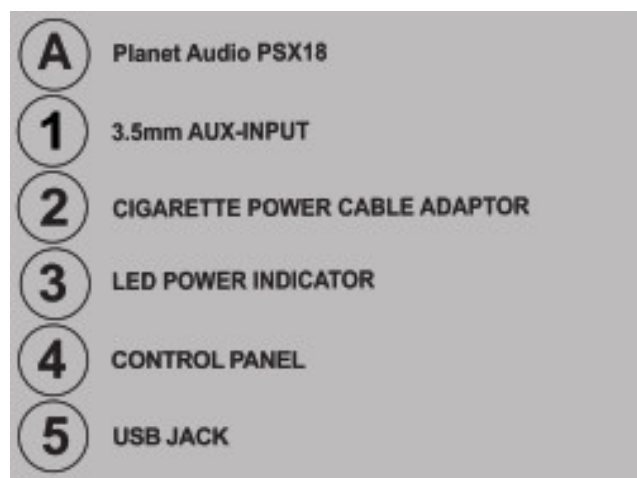 A Planet Audio PSX18
1 3.5mm AUX-INPUT
2 CIGARETTE POWER CABLE ADAPTOR
3 LED POWER INDICATOR
4 CONTROL PANEL
5 USB JACK